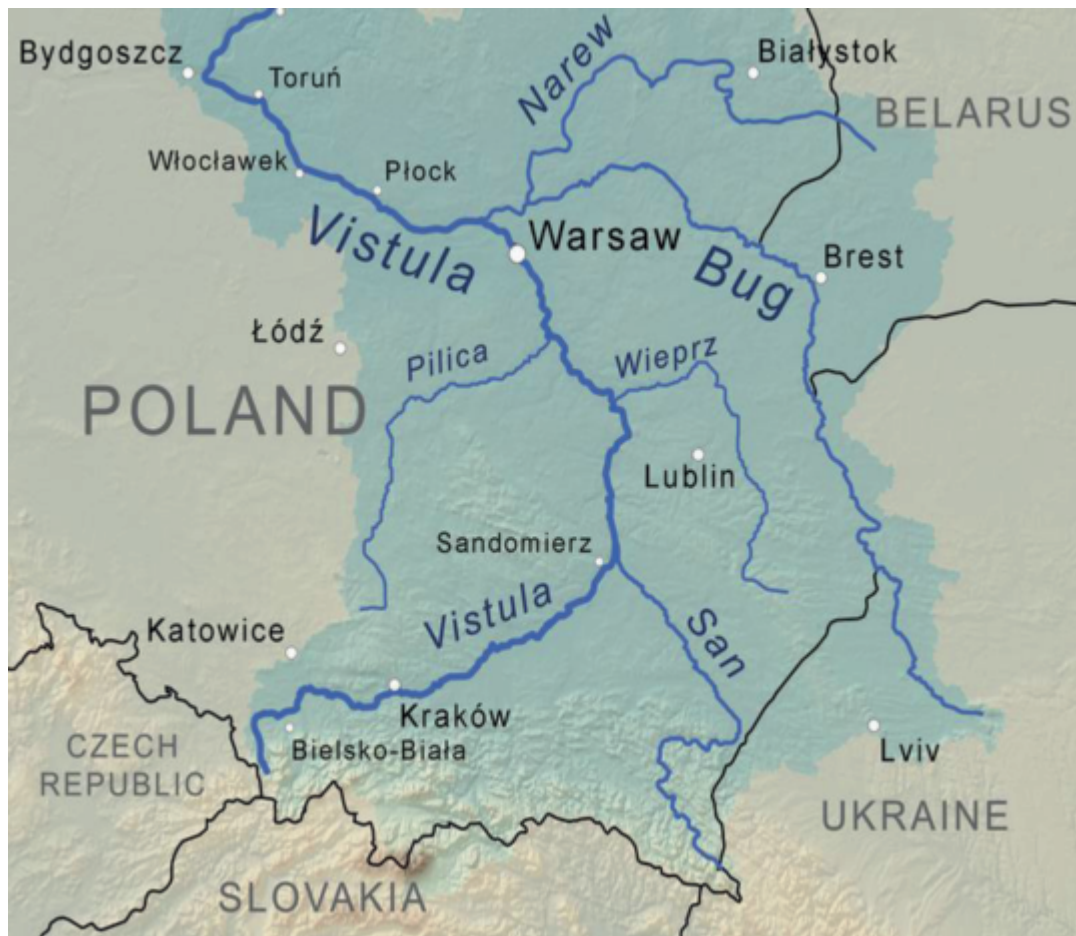 Narew
Bydgoszcz
Białystok
Toruń
BELARUS
Włocławek
Płock
Vistula
Warsaw
Bug
Brest
Łódź
Pilica
Wieprz
POLAND
Lublin
Sandomierz
Vistula
San
Katowice
Kraków
CZECH
REPUBLIC
Bielsko-Biała
Lviv
UKRAINE
SLOVAKIA